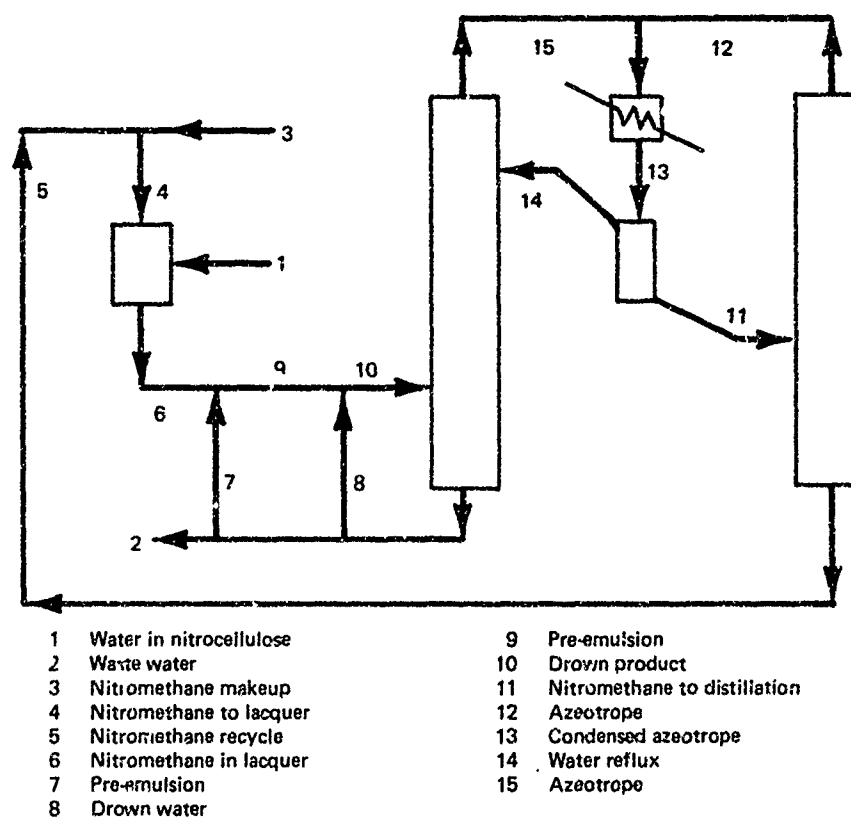 15
12
3
13
5
4
14
1
11
9
10
6
7
8
2
1 Water in nitrocellulose
2 Waste water
3 Nitromethane makeup
4 Nitromethane to lacquer
5 Nitromethane recycle
6 Nitromethane in lacquer
7 Pre-emulsion
8 Drown water
9 Pre-emulsion
10 Drown product
11 Nitromethane to distillation
12 Azeotrope
13 Condensed azeotrope
14 Water reflux
15 Azeotrope